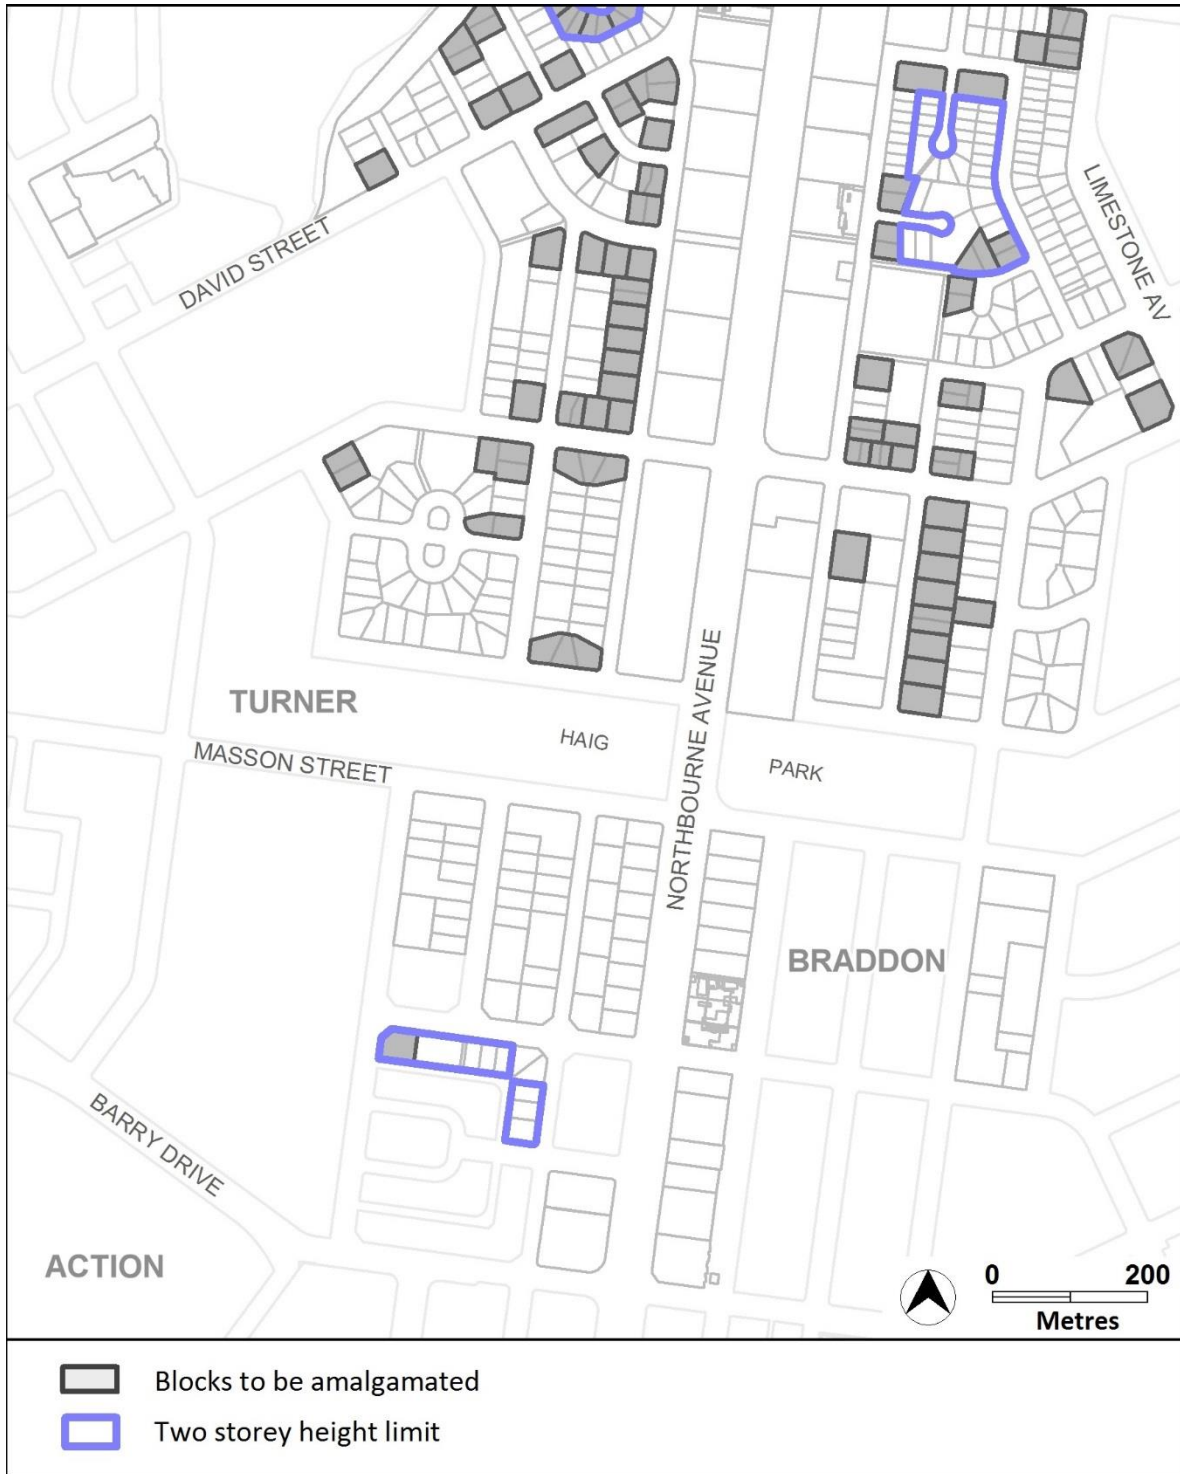 LIMESTONE AV
DAVID STREET
NORTHBOURNE AVENUE
TURNER
HAIG
PARK
MASSON STREET
BRADDON
BARRY DRIVE
ACTION
0 200
Metres
Blocks to be amalgamated
Two storey height limit